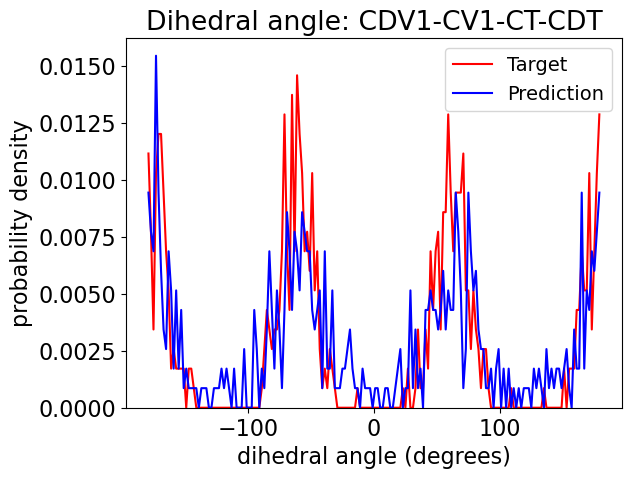 Dihedral angle: CDV1-CV1-CT-CDT
Target
Prediction
probability density
0.0150
0.0125
0.0100
0.0075
0.0050
0.0025
0.0000
−100
0
100
dihedral angle (degrees)